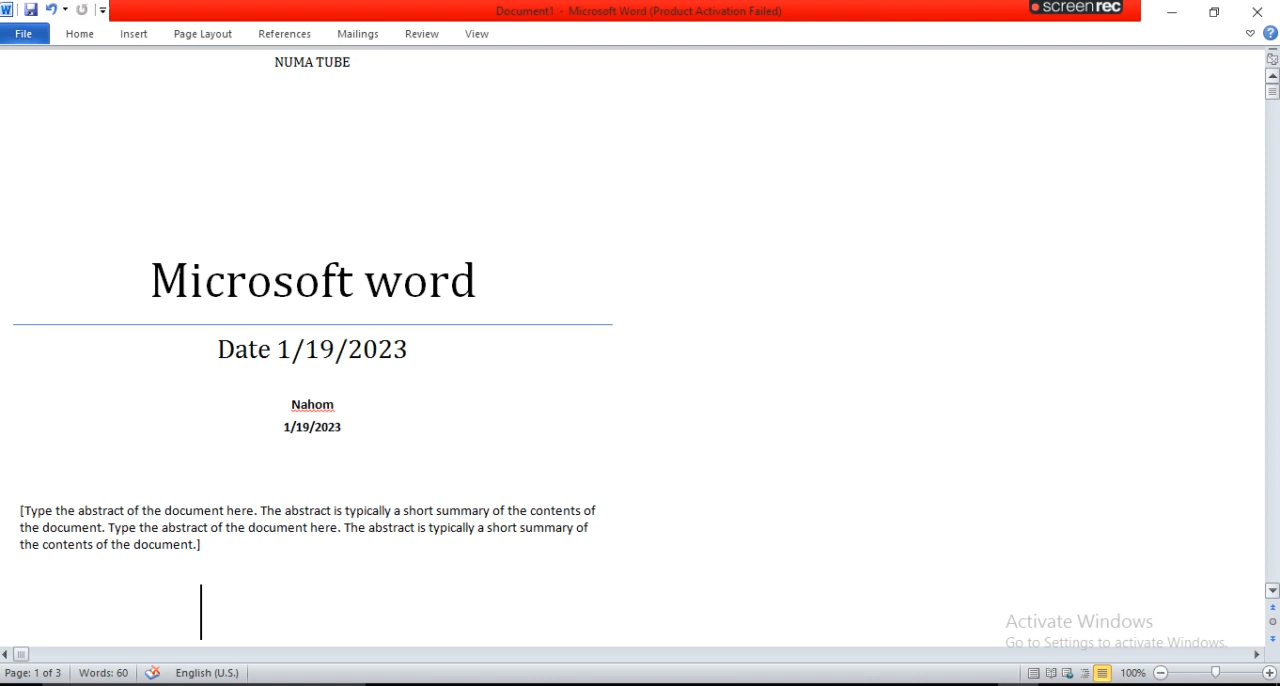 Document1 - Microsoft Word (Product Activation Failed)
screenrec
File Home Insert Page Layout References Mailings Review View
NUMA TUBE
Microsoft word
Date 1/19/2023
Nahom
1/19/2023
[Type the abstract of the document here. The abstract is typically a short summary of the contents of
the document. Type the abstract of the document here. The abstract is typically a short summary of
the contents of the document.]
Activate Windows
Go to Settings to activate Windows.
Page: 1 of 3 Words: 60 English (U.S.) 100%